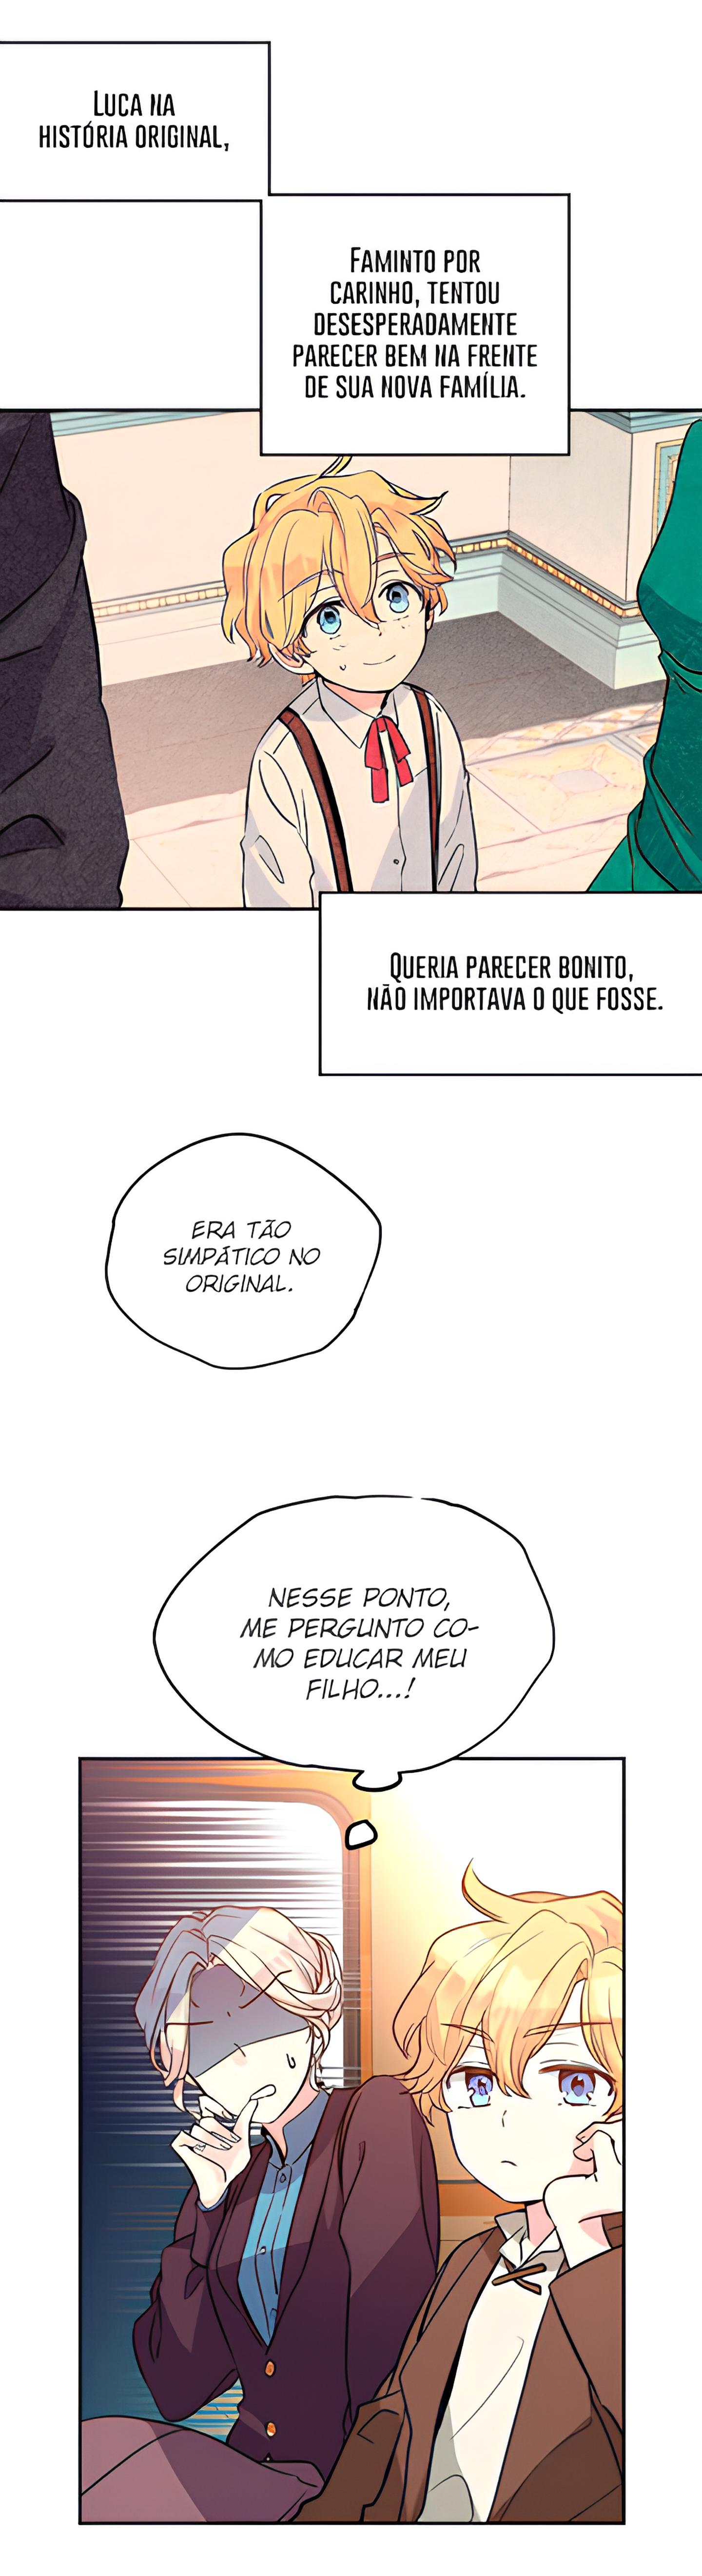 LUCA NA
HISTÓRIA ORIGINAL,
FAMINTO POR
CARINHO, TENTOU
DESESPERADAMENTE
PARECER BEM NA FRENTE
DE SUA NOVA FAMÍLIA.
QUERIA PARECER BONITO,
NÃO IMPORTAVA O QUE FOSSE.
ERA TÃO
SIMPÁTICO NO
ORIGINAL.
NESSE PONTO,
ME PERGUNTO CO-
MO EDUCAR MEU
FILHO...!